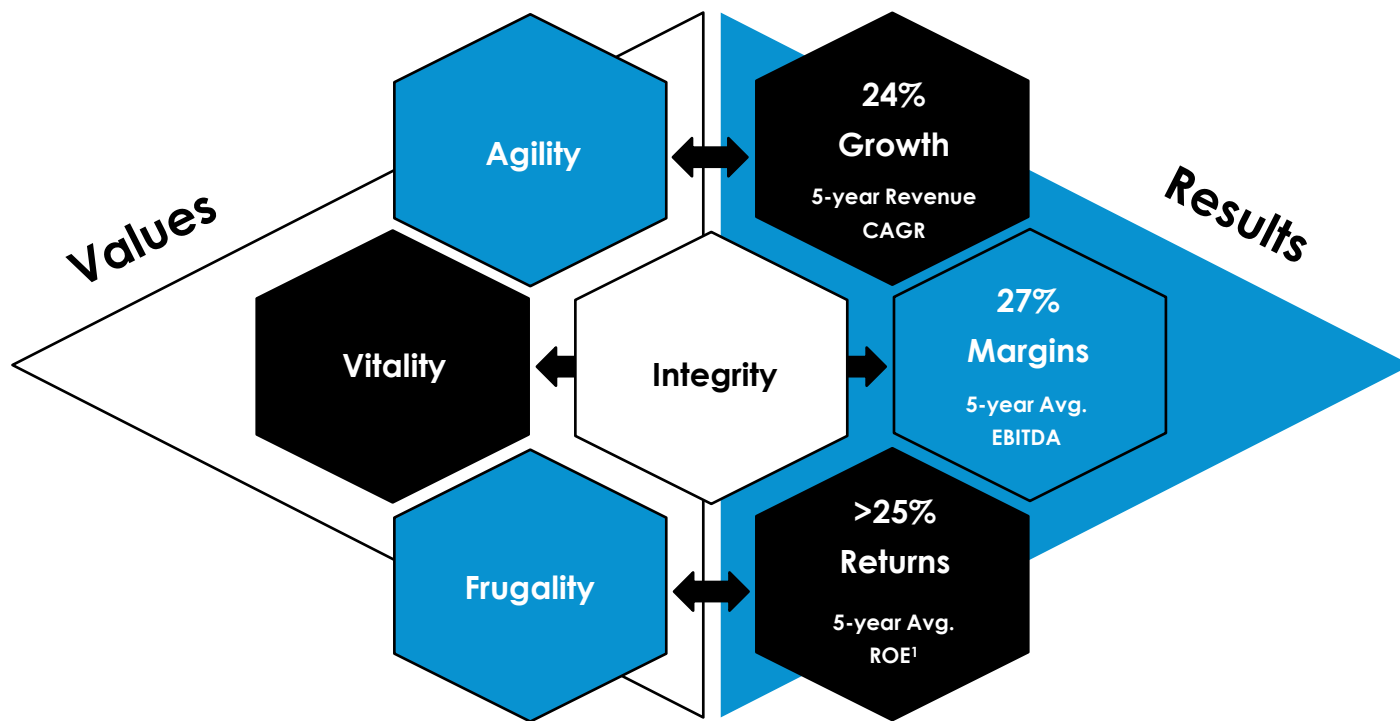 Values
Agility
Vitality
Frugality
Integrity
Results
24%
Growth
5-year Revenue
CAGR
27%
Margins
5-year Avg.
EBITDA
>25%
Returns
5-year Avg.
ROE¹